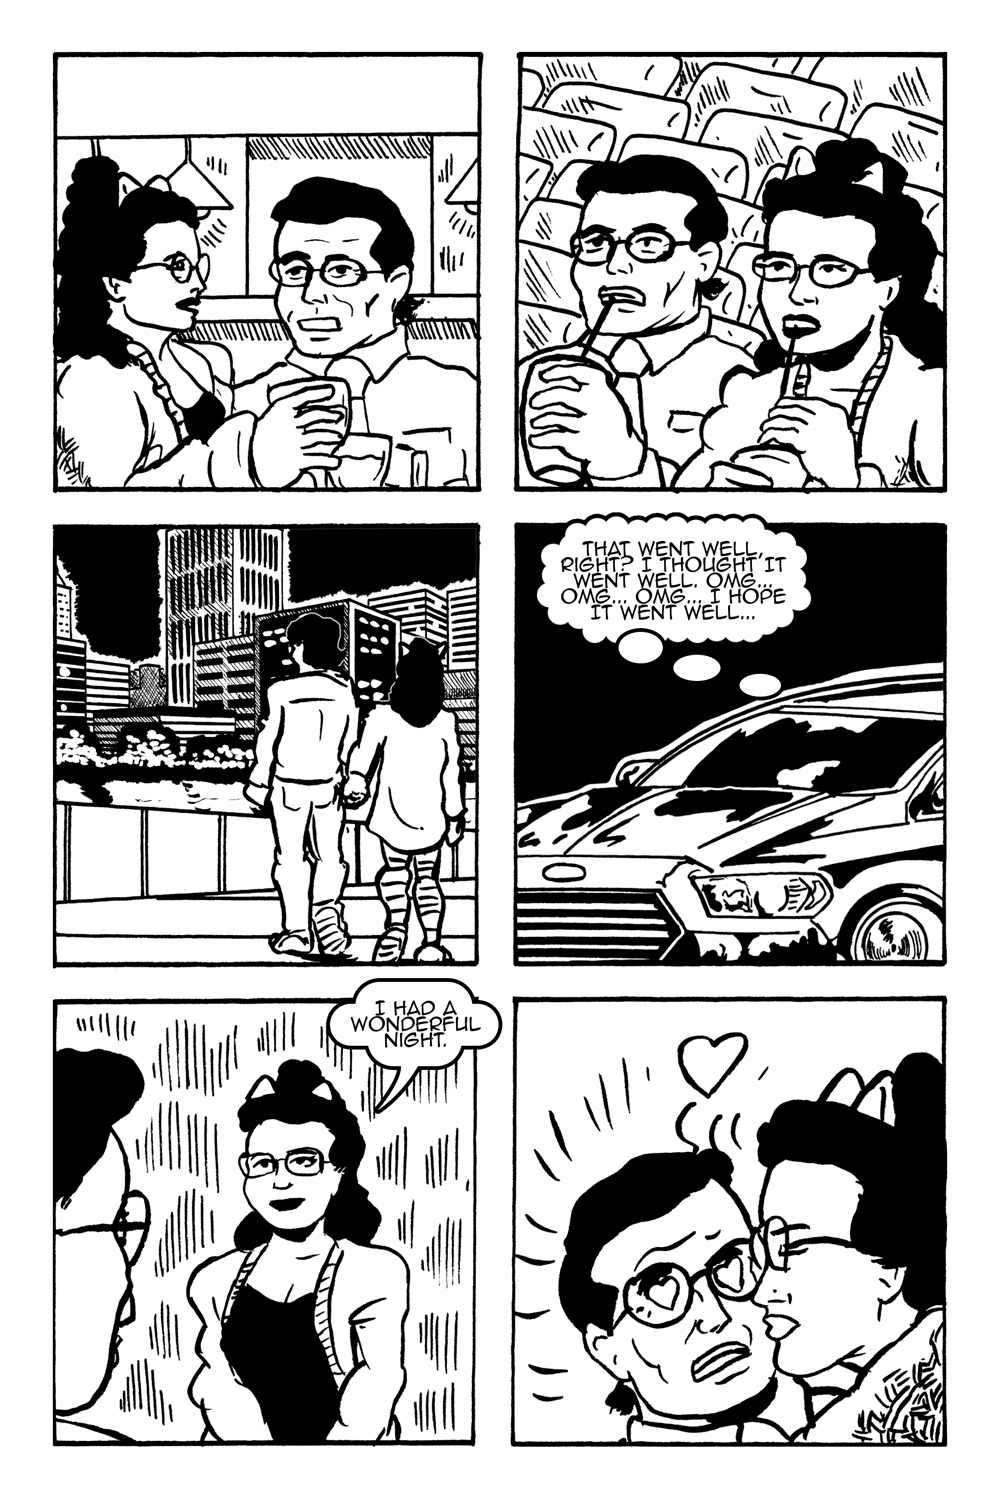 THAT WENT WELL,
RIGHT? I THOUGHT IT
WENT WELL. OMG...
OMG... OMG... I HOPE
IT WENT WELL...
I HAD A
WONDERFUL
NIGHT.